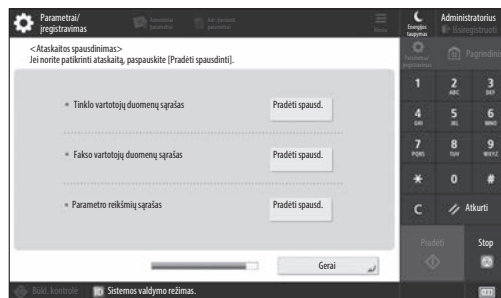 Parametrai/
įregistravimas
Meniu
Energijos
taupymas
Administratorius
Išsiregistruoti
<Ataskaitos spausdinimas>
Jei norite patikrinti ataskaitą, paspauskite [Pradėti spausdinti].
Pagrindinis
Tinklo vartotojų duomenų sąrašas
Pradėti spausd.
Fakso vartotojų duomenų sąrašas
Pradėti spausd.
Parametro reikšmių sąrašas
Pradėti spausd.
Gerai
1
2 ABC
3 DEF
4 GHI
5 JKL
6 MNO
7 PQRS
8 TUV
9 WXYZ
* 0 #
C
Atkurti
Pradėti
Stop
Būkl. kontrolė
Sistemos valdymo režimas.